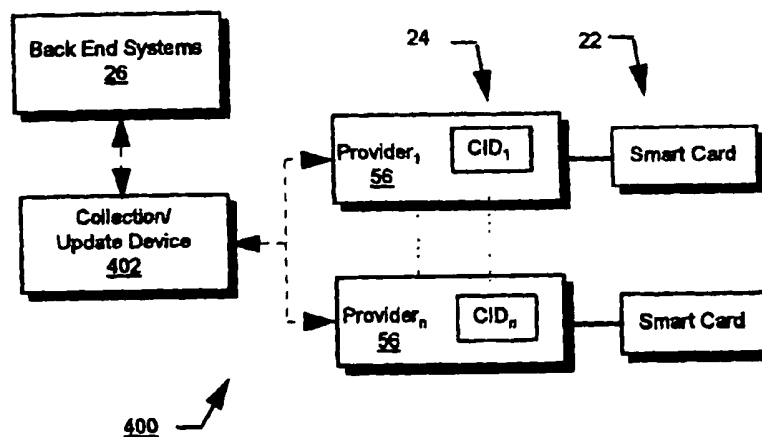 Back End Systems
26
24
22
Provider1
56
CID1
Smart Card
Collection/
Update Device
402
Providern
56
CIDn
Smart Card
400